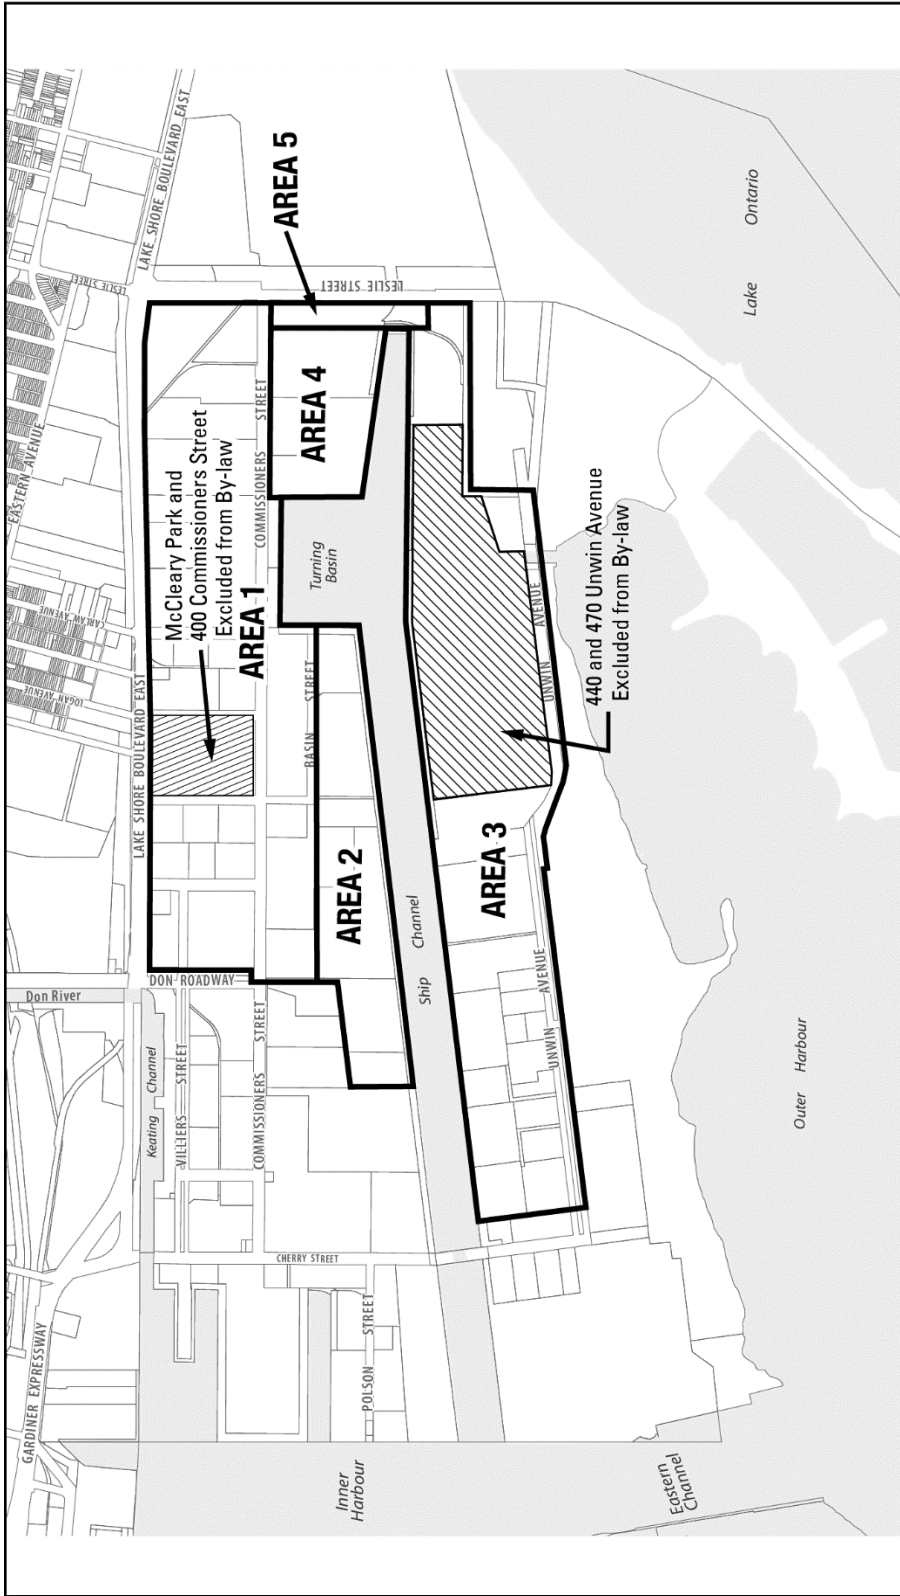 GARDINER EXPRESSWAY
Don River
LAKE SHORE BOULEVARD EAST
LOGAN AVENUE
CARLAW AVENUE
EASTERN AVENUE
LESLIE STREET
LAKE SHORE BOULEVARD EAST
Keating Channel
VILLIERS STREET
DON ROADWAY
McCleary Park and
400 Commissioners Street
Excluded from By-law
AREA 1
COMMISSIONERS STREET
COMMISSIONERS STREET
AREA 5
LESLIE STREET
CHERRY STREET
BASIN STREET
Turning
Basin
AREA 4
Inner
Harbour
POLSON STREET
AREA 2
Ship Channel
AREA 3
UNWIN AVENUE
UNWIN AVENUE
440 and 470 Unwin Avenue
Excluded from By-law
Eastern
Channel
Outer Harbour
Lake Ontario